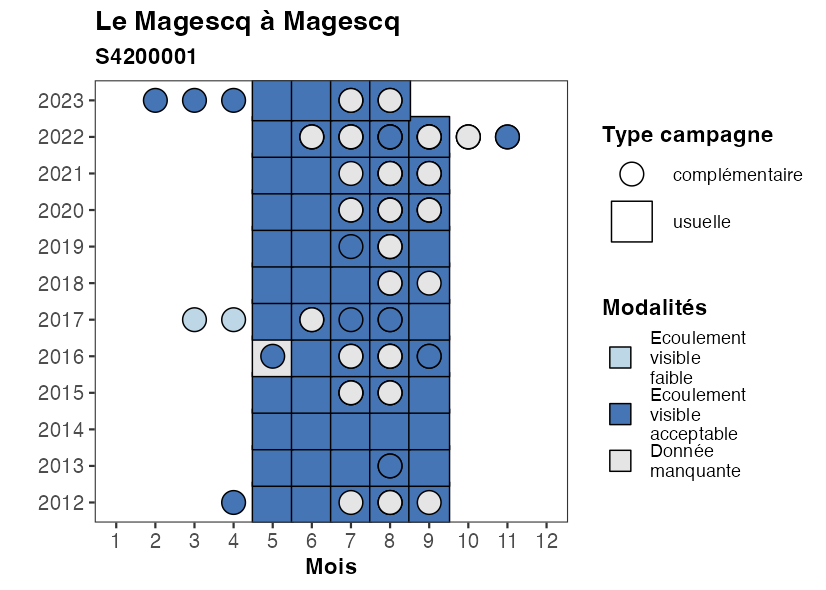 Le Magescq à Magescq
S4200001
2023
2022
2021
2020
2019
2018
2017
2016
2015
2014
2013
2012
1 2 3 4 5 6 7 8 9 10 11 12
Mois
Type campagne
complémentaire
usuelle
Modalités
Ecoulement
visible
faible
Ecoulement
visible
acceptable
Donnée
manquante